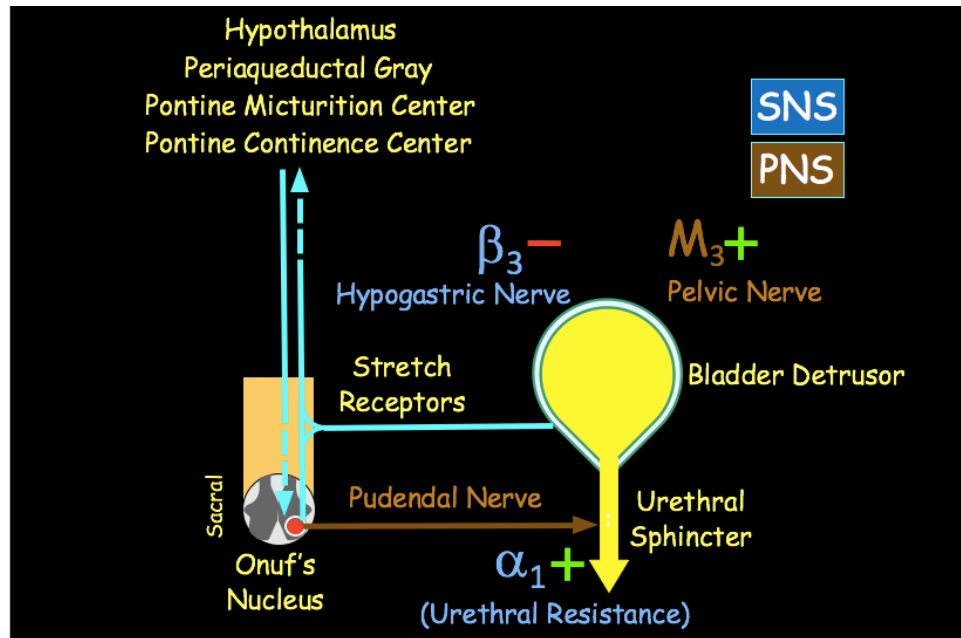 Hypothalamus
Periaqueductal Gray
Pontine Micturition Center
Pontine Continence Center
SNS
PNS
β₃−
Hypogastric Nerve
M₃+
Pelvic Nerve
Stretch
Receptors
Bladder Detrusor
Sacral
Pudendal Nerve
Urethral
Sphincter
Onuf's
Nucleus
α₁+
(Urethral Resistance)